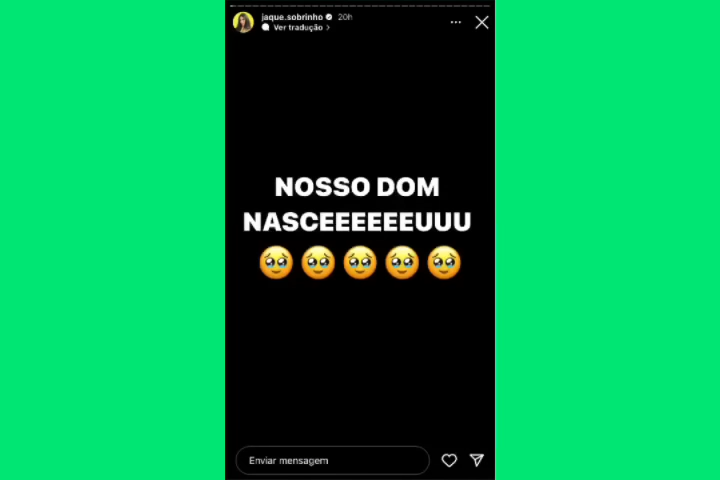 jaque.sobrinho 20h
Ver tradução
NOSSO DOM
NASCEEEEEEUUU
Enviar mensagem